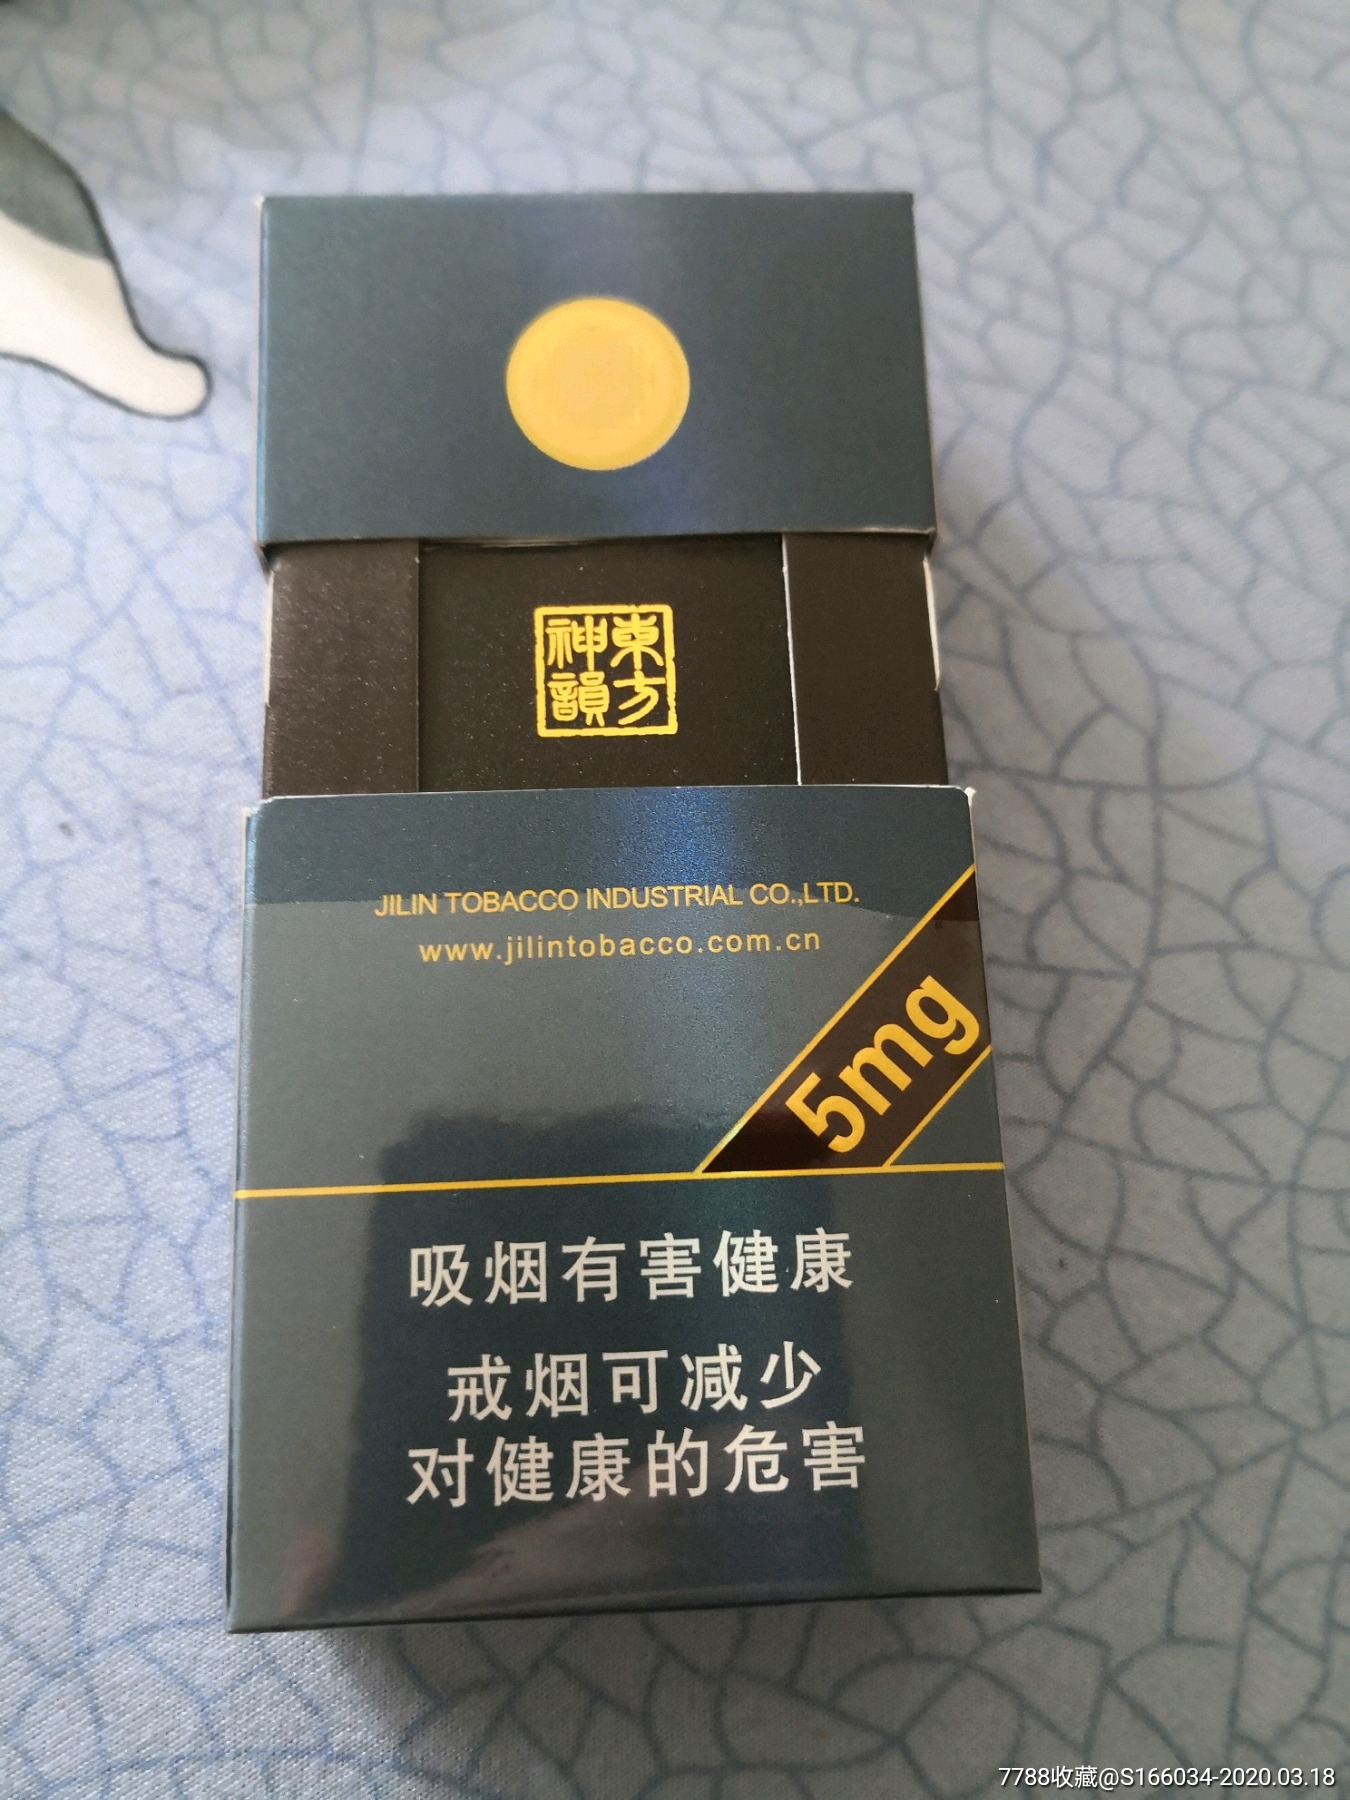 東方
神韻
JILIN TOBACCO INDUSTRIAL CO.,LTD.
www.jilintobacco.com.cn
5mg
吸烟有害健康
戒烟可减少
对健康的危害
7788收藏@S166034-2020.03.18